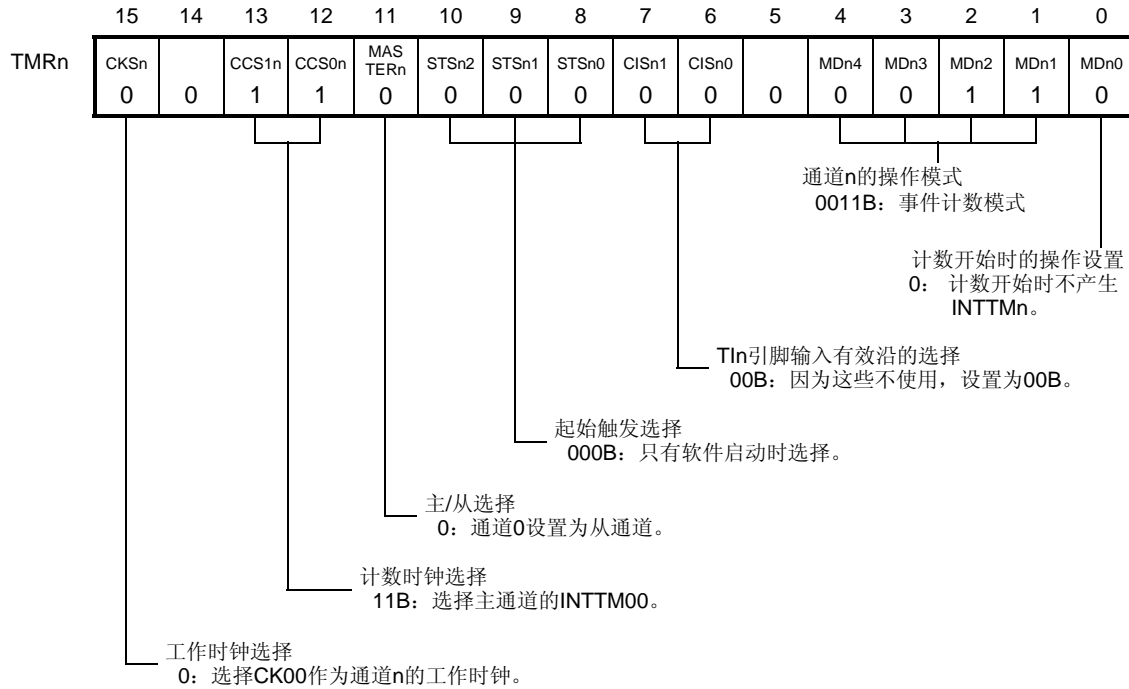 15 14 13 12 11 10 9 8 7 6 5 4 3 2 1 0
TMRn
CKSn CCS1n CCS0n MAS TERn STSn2 STSn1 STSn0 CISn1 CISn0 MDn4 MDn3 MDn2 MDn1 MDn0
0 0 1 1 0 0 0 0 0 0 0 0 0 1 1 0
通道n的操作模式
0011B：事件计数模式
计数开始时的操作设置
0： 计数开始时不产生
INTTMn。
TIn引脚输入有效沿的选择
00B：因为这些不使用，设置为00B。
起始触发选择
000B：只有软件启动时选择。
主/从选择
0：通道0设置为从通道。
计数时钟选择
11B：选择主通道的INTTM00。
工作时钟选择
0：选择CK00作为通道n的工作时钟。